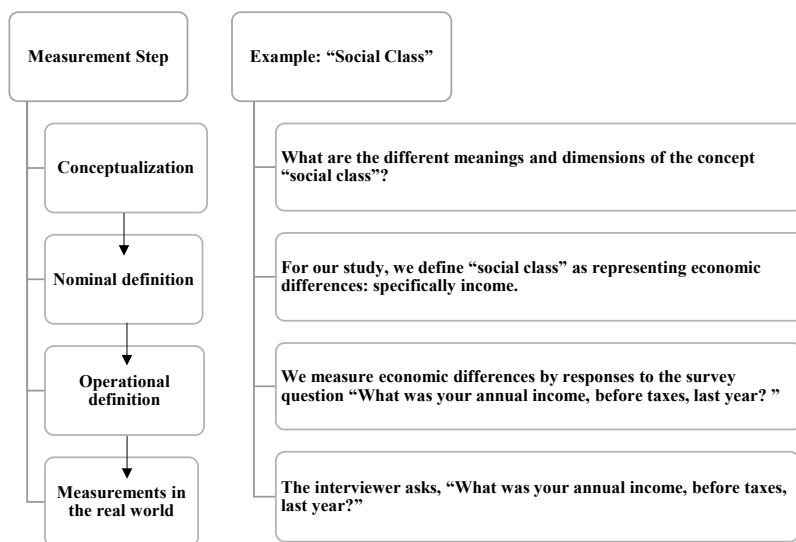 Measurement Step
Example: “Social Class”
Conceptualization
What are the different meanings and dimensions of the concept
“social class”?
Nominal definition
For our study, we define “social class” as representing economic
differences: specifically income.
Operational
definition
We measure economic differences by responses to the survey
question “What was your annual income, before taxes, last year? ”
Measurements in
the real world
The interviewer asks, “What was your annual income, before taxes,
last year?”